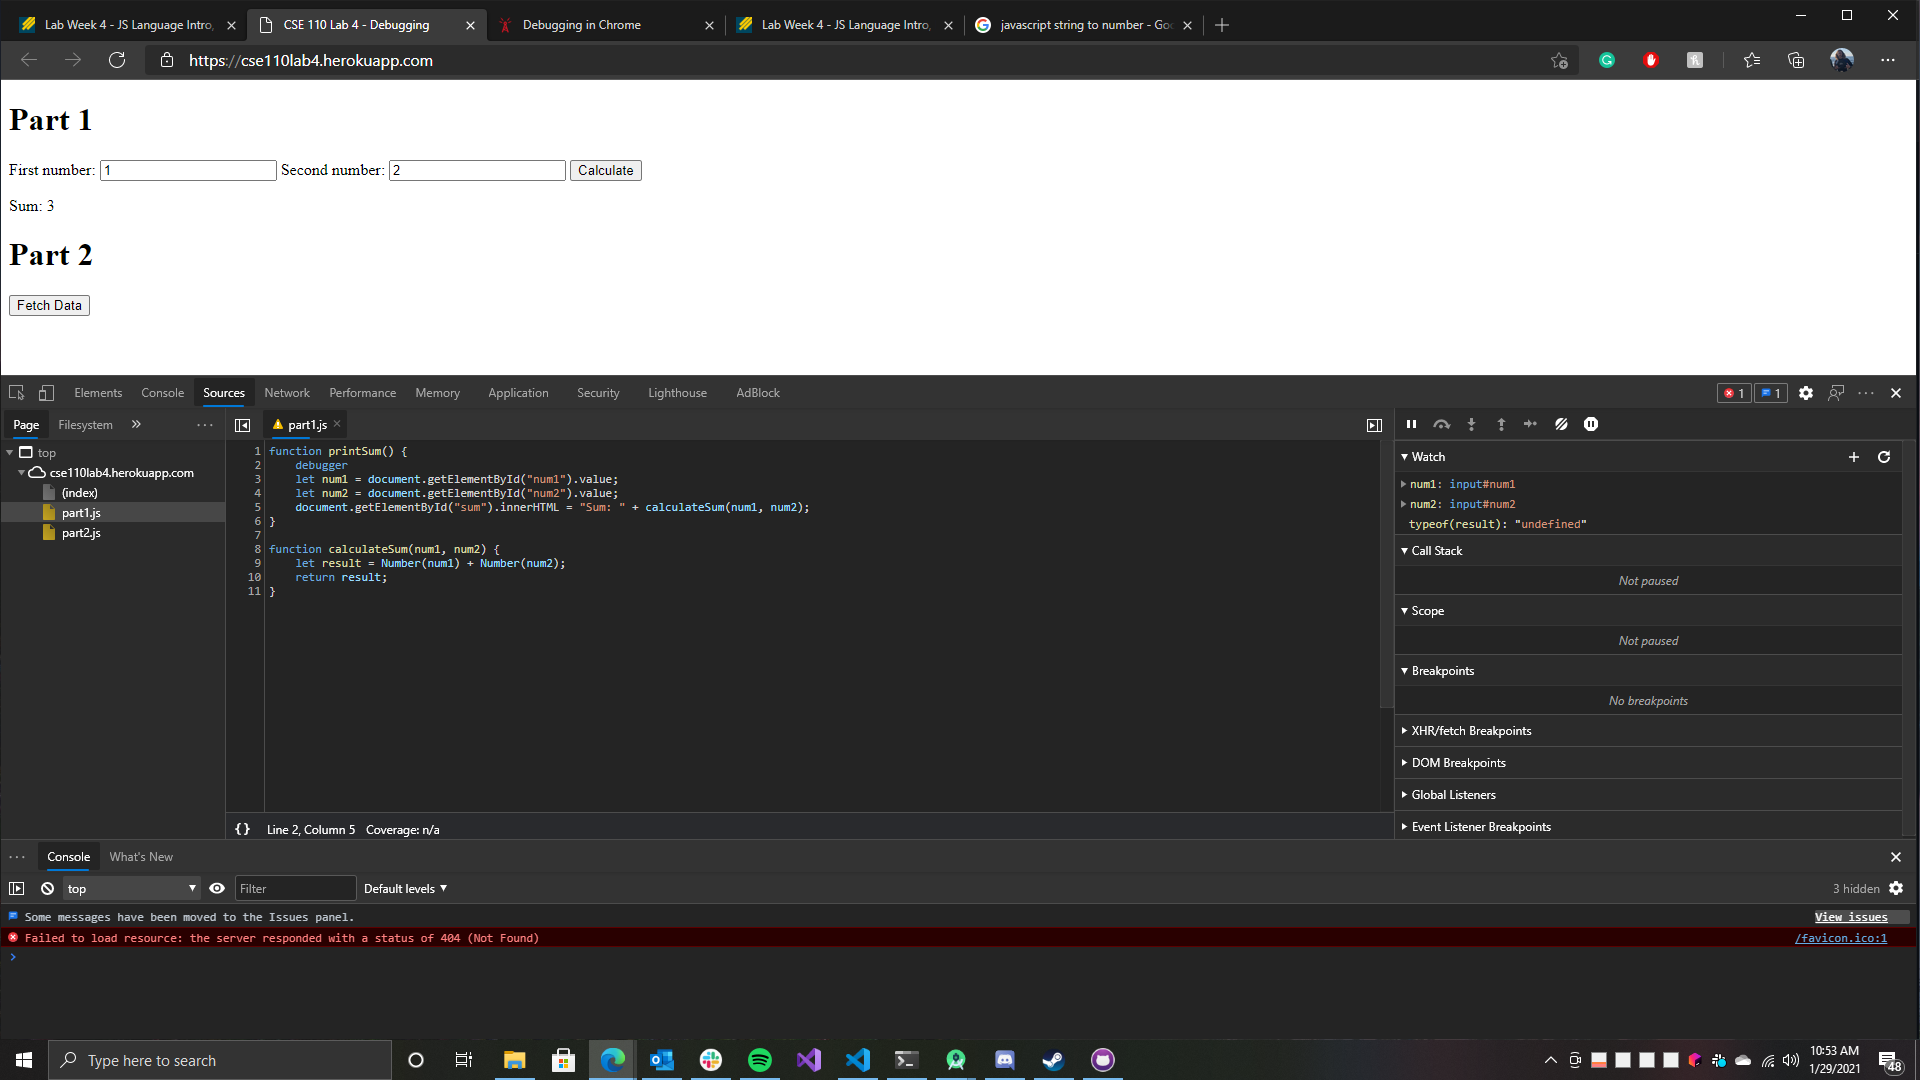 Lab Week 4 - JS Language Intro,
CSE 110 Lab 4 - Debugging
Debugging in Chrome
Lab Week 4 - JS Language Intro,
javascript string to number - Goo
https://cse110lab4.herokuapp.com
Part 1
First number: 1 Second number: 2 Calculate
Sum: 3
Part 2
Fetch Data
Elements Console Sources Network Performance Memory Application Security Lighthouse AdBlock 1 1
Page Filesystem » part1.js
top
cse110lab4.herokuapp.com
(index)
part1.js
part2.js
1 function printSum() {
2 debugger
3 let num1 = document.getElementById("num1").value;
4 let num2 = document.getElementById("num2").value;
5 document.getElementById("sum").innerHTML = "Sum: " + calculateSum(num1, num2);
6 }
7
8 function calculateSum(num1, num2) {
9 let result = Number(num1) + Number(num2);
10 return result;
11 }
{} Line 2, Column 5 Coverage: n/a
Watch
num1: input#num1
num2: input#num2
typeof(result): "undefined"
Call Stack
Not paused
Scope
Not paused
Breakpoints
No breakpoints
XHR/fetch Breakpoints
DOM Breakpoints
Global Listeners
Event Listener Breakpoints
Console What's New
top Filter Default levels 3 hidden
Some messages have been moved to the Issues panel. View issues
Failed to load resource: the server responded with a status of 404 (Not Found) /favicon.ico:1
Type here to search
10:53 AM
1/29/2021
48